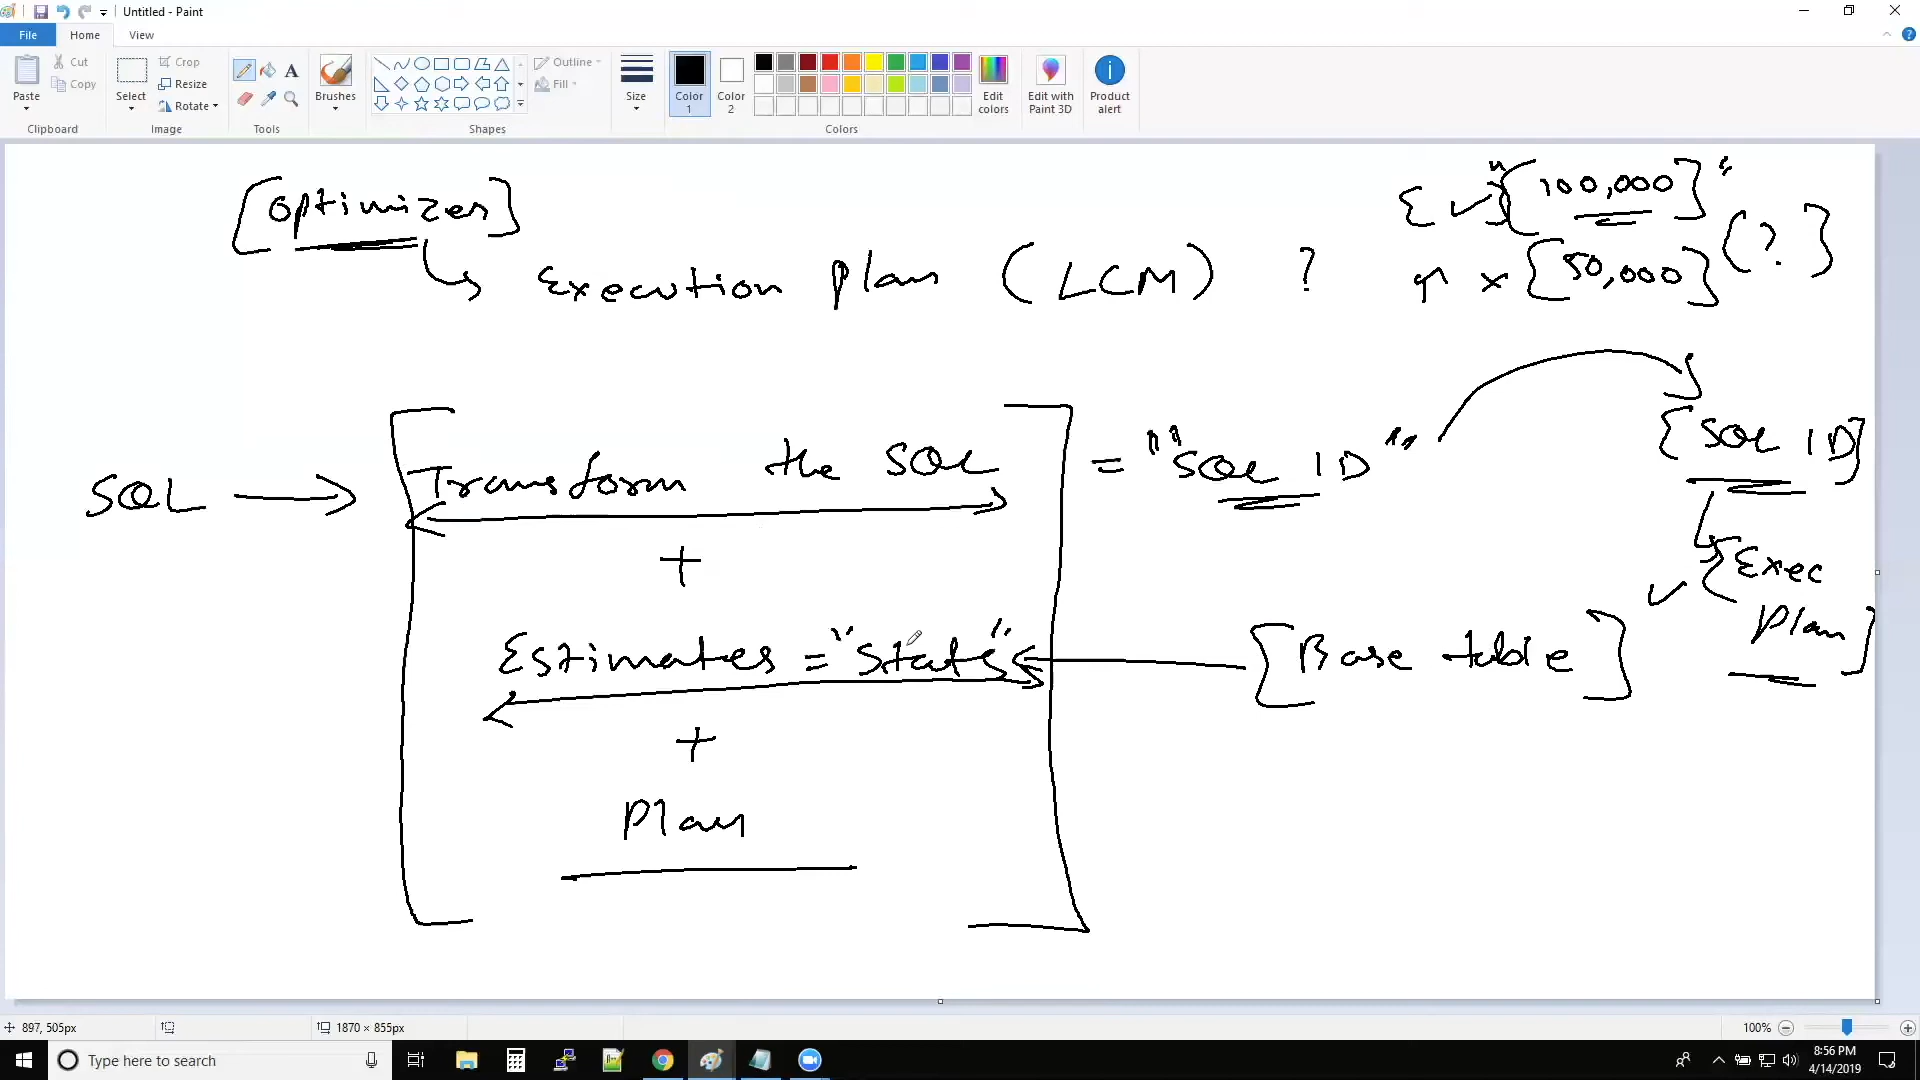 Untitled - Paint
File Home View
Paste
Cut
Copy
Clipboard
Select
Crop
Resize
Rotate
Image
Tools
Brushes
Shapes
Outline
Fill
Size
Color 1
Color 2
Colors
Edit colors
Edit with Paint 3D
Product alert
[optimizer]
" [100,000] "
[50,000] (?)
Execution plan (LCM) ?
SQL → Transform the SQL = "SQL ID"
[SQL ID]
+
[Exec plan]
Estimates = "Stats" [Base table]
+
Plan
897, 505px
1870 × 855px
100%
Type here to search
8:56 PM
4/14/2019